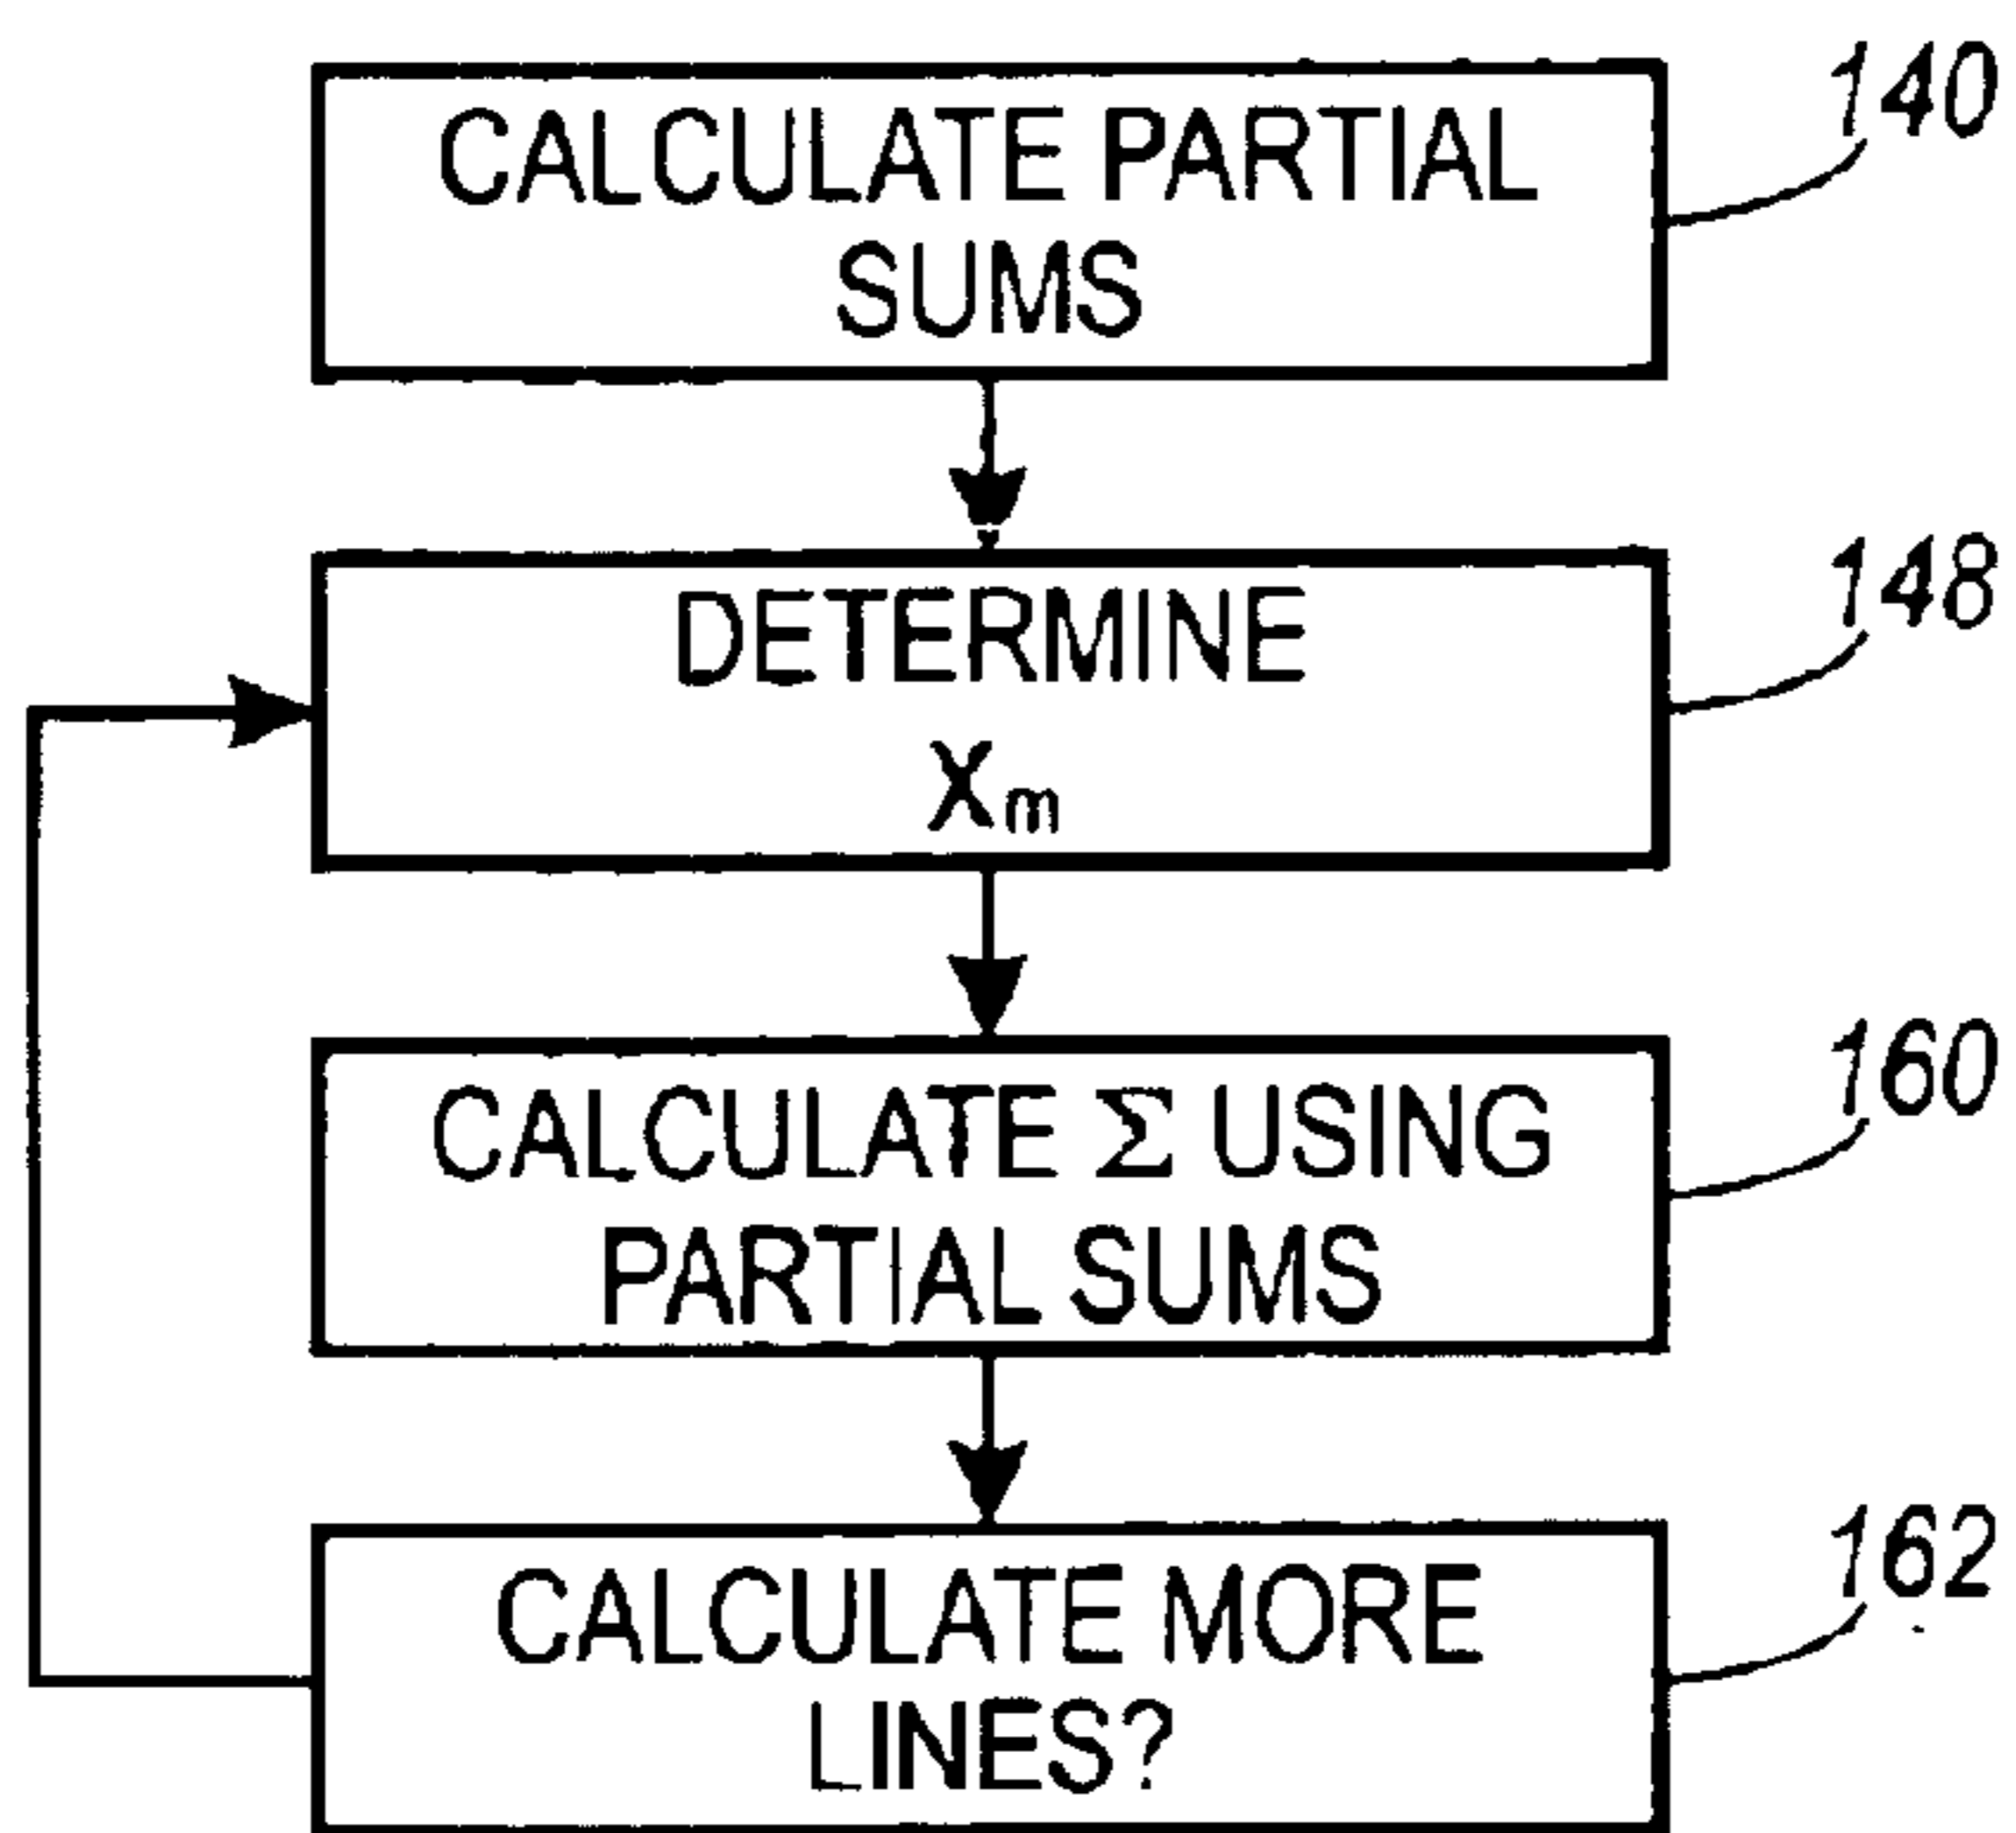 CALCULATE PARTIAL
SUMS
140
DETERMINE
Xm
148
CALCULATE Σ USING
PARTIAL SUMS
160
CALCULATE MORE
LINES?
162